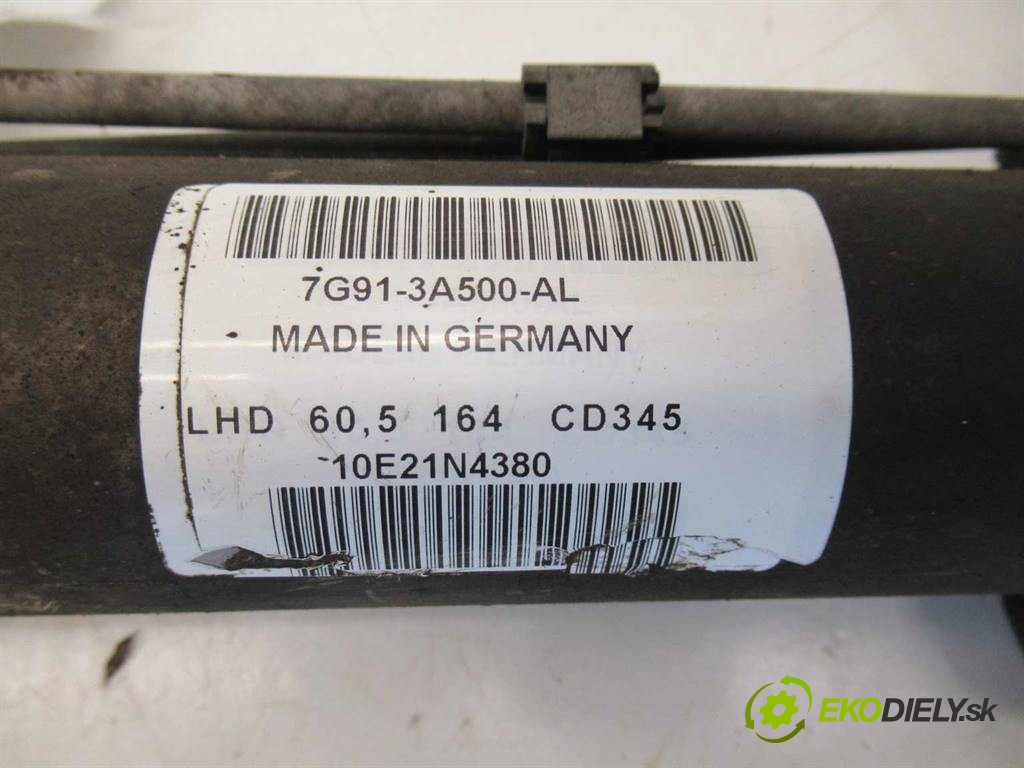 7G91-3A500-AL
MADE IN GERMANY
LHD 60,5 164 CD345
10E21N4380
EKODIELY.sk